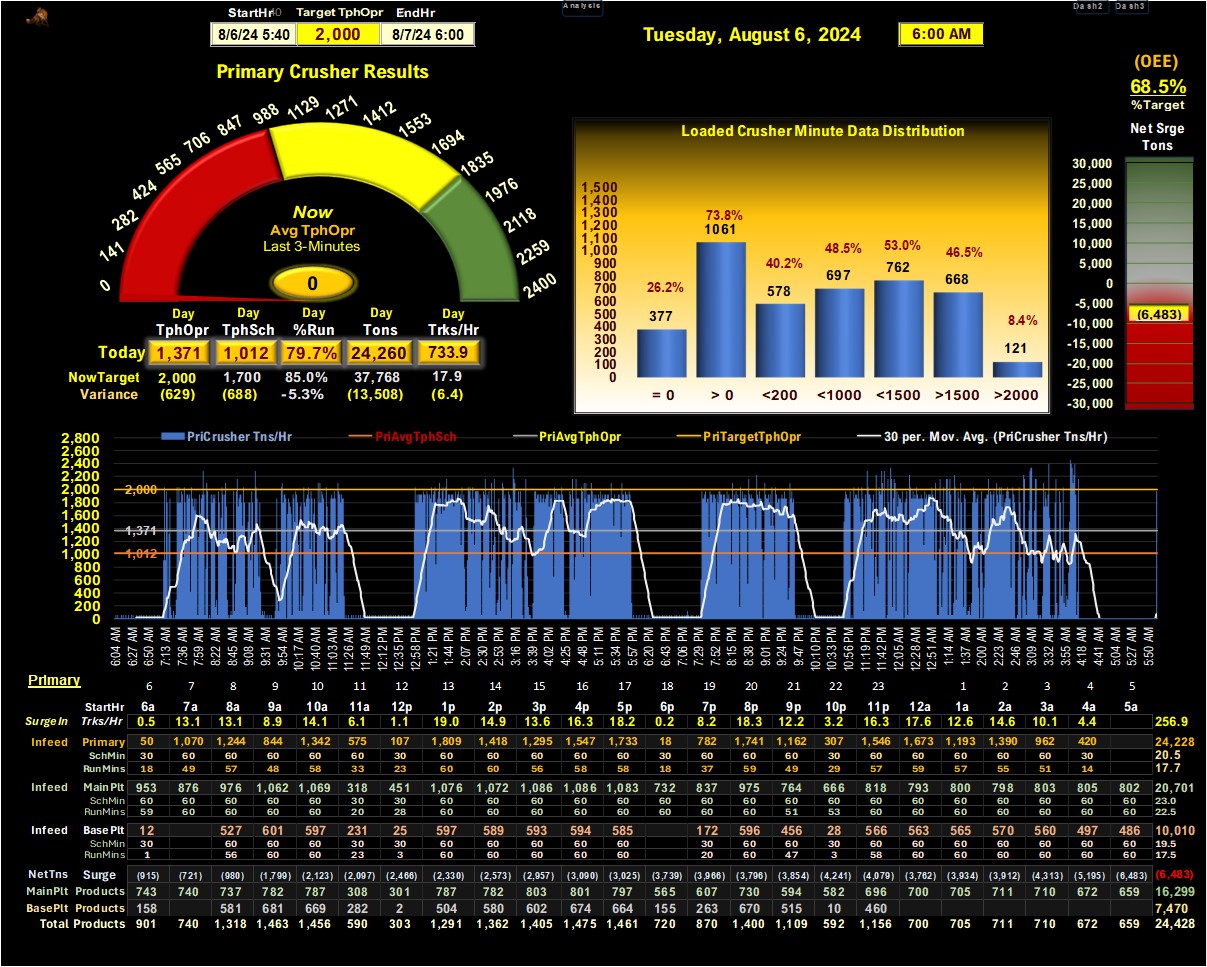 Analysis
Dash2 Dash3
StartHr Target TphOpr EndHr
8/6/24 5:40 2,000 8/7/24 6:00
Tuesday, August 6, 2024 6:00 AM
(OEE)
68.5%
%Target
Primary Crusher Results
0 141 282 424 565 706 847 988 1129 1271 1412 1553 1694 1835 1976 2118 2259 2400
Now
Avg TphOpr
Last 3-Minutes
0
Day Day Day Day Day
TphOpr TphSch %Run Tons Trks/Hr
Today 1,371 1,012 79.7% 24,260 733.9
NowTarget 2,000 1,700 85.0% 37,768 17.9
Variance (629) (688) -5.3% (13,508) (6.4)
Loaded Crusher Minute Data Distribution
1,500
1,400
1,300
1,200
1,100
1,000
900
800
700
600
500
400
300
200
100
0
26.2% 73.8% 40.2% 48.5% 53.0% 46.5% 8.4%
377 1061 578 697 762 668 121
= 0 > 0 <200 <1000 <1500 >1500 >2000
Net Srge
Tons
30,000
25,000
20,000
15,000
10,000
5,000
0
-5,000
(6,483)
-10,000
-15,000
-20,000
-25,000
-30,000
PriCrusher Tns/Hr PriAvgTphSch PriAvgTphOpr PriTargetTphOpr 30 per. Mov. Avg. (PriCrusher Tns/Hr)
2,800
2,600
2,400
2,200
2,000
1,800
1,600
1,400
1,200
1,000
800
600
400
200
0
2,000
1,371
1,012
6:04 AM 6:27 AM 6:50 AM 7:13 AM 7:36 AM 7:59 AM 8:22 AM 8:45 AM 9:08 AM 9:31 AM 9:54 AM 10:17 AM 10:40 AM 11:03 AM 11:26 AM 11:49 AM 12:12 PM 12:35 PM 12:58 PM 1:21 PM 1:44 PM 2:07 PM 2:30 PM 2:53 PM 3:16 PM 3:39 PM 4:02 PM 4:25 PM 4:48 PM 5:11 PM 5:34 PM 5:57 PM 6:20 PM 6:43 PM 7:06 PM 7:29 PM 7:52 PM 8:15 PM 8:38 PM 9:01 PM 9:24 PM 9:47 PM 10:10 PM 10:33 PM 10:56 PM 11:19 PM 11:42 PM 12:05 AM 12:28 AM 12:51 AM 1:14 AM 1:37 AM 2:00 AM 2:23 AM 2:46 AM 3:09 AM 3:32 AM 3:55 AM 4:18 AM 4:41 AM 5:04 AM 5:27 AM 5:50 AM
Primary
6 7 8 9 10 11 12 13 14 15 16 17 18 19 20 21 22 23 1 2 3 4 5
StartHr 6a 7a 8a 9a 10a 11a 12p 1p 2p 3p 4p 5p 6p 7p 8p 9p 10p 11p 12a 1a 2a 3a 4a 5a
SurgeIn Trks/Hr 0.5 13.1 13.1 8.9 14.1 6.1 1.1 19.0 14.9 13.6 16.3 18.2 0.2 8.2 18.3 12.2 3.2 16.3 17.6 12.6 14.6 10.1 4.4 256.9
Infeed Primary 50 1,070 1,244 844 1,342 575 107 1,809 1,418 1,295 1,547 1,733 18 782 1,741 1,162 307 1,546 1,673 1,193 1,390 962 420 24,228
SchMin 30 60 60 60 60 30 30 60 60 60 60 60 30 60 60 60 30 60 60 60 60 60 30 20.5
RunMins 18 49 57 48 58 33 23 60 60 56 58 58 18 37 59 49 29 57 59 57 55 51 14 17.7
Infeed MainPlt 953 876 976 1,062 1,069 318 451 1,076 1,072 1,086 1,086 1,083 732 837 975 764 666 818 793 800 798 803 805 802 20,701
SchMin 60 60 60 60 60 30 30 60 60 60 60 60 60 60 60 60 60 60 60 60 60 60 60 60 23.0
RunMins 59 60 60 60 60 20 28 60 60 60 60 60 60 60 60 51 53 60 60 60 60 60 60 60 22.5
Infeed BasePlt 12 527 601 597 231 25 597 589 593 594 585 172 596 456 28 566 563 565 570 560 497 486 10,010
SchMin 30 60 60 60 30 30 60 60 60 60 60 30 60 60 30 60 60 60 60 60 60 60 19.5
RunMins 1 56 60 60 23 3 60 60 60 60 60 20 60 47 3 58 60 60 60 60 60 60 17.5
NetTns Surge (915) (721) (980) (1,799) (2,123) (2,097) (2,466) (2,330) (2,573) (2,957) (3,090) (3,025) (3,739) (3,966) (3,796) (3,854) (4,241) (4,079) (3,762) (3,934) (3,912) (4,313) (5,195) (6,483) (6,483)
MainPlt Products 743 740 737 782 787 308 301 787 782 803 801 797 565 607 730 594 582 696 700 705 711 710 672 659 16,299
BasePlt Products 158 581 681 669 282 2 504 580 602 674 664 155 263 670 515 10 460 7,470
Total Products 901 740 1,318 1,463 1,456 590 303 1,291 1,362 1,405 1,475 1,461 720 870 1,400 1,109 592 1,156 700 705 711 710 672 659 24,428